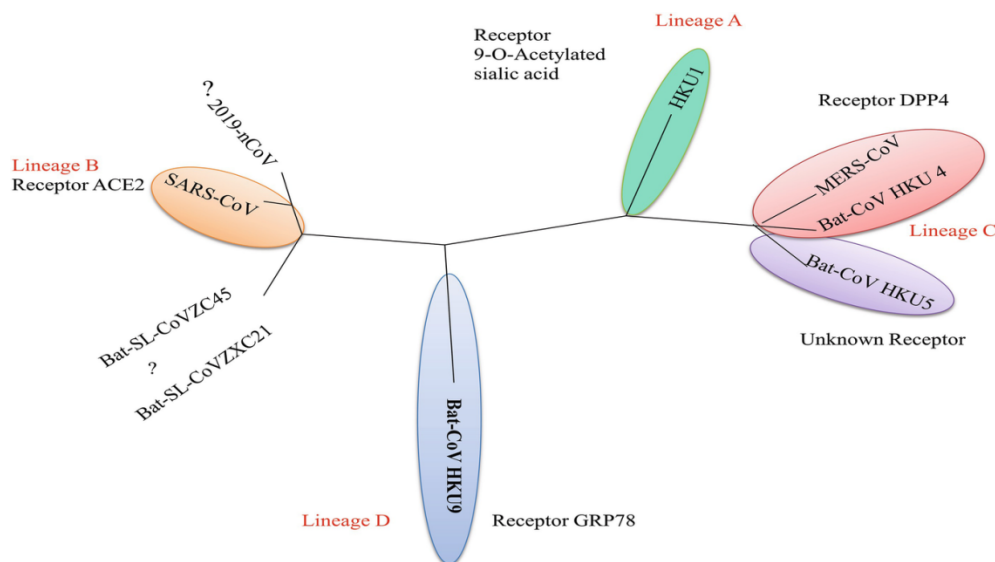 Lineage A
Receptor
9-O-Acetylated
sialic acid
HKU1
Receptor DPP4
MERS-CoV
Bat-CoV HKU 4
Lineage C
Bat-CoV HKU5
Unknown Receptor
?
2019-nCoV
Lineage B
Receptor ACE2
SARS-CoV
Bat-SL-CoVZC45
?
Bat-SL-CoVZXC21
Bat-CoV HKU9
Lineage D
Receptor GRP78